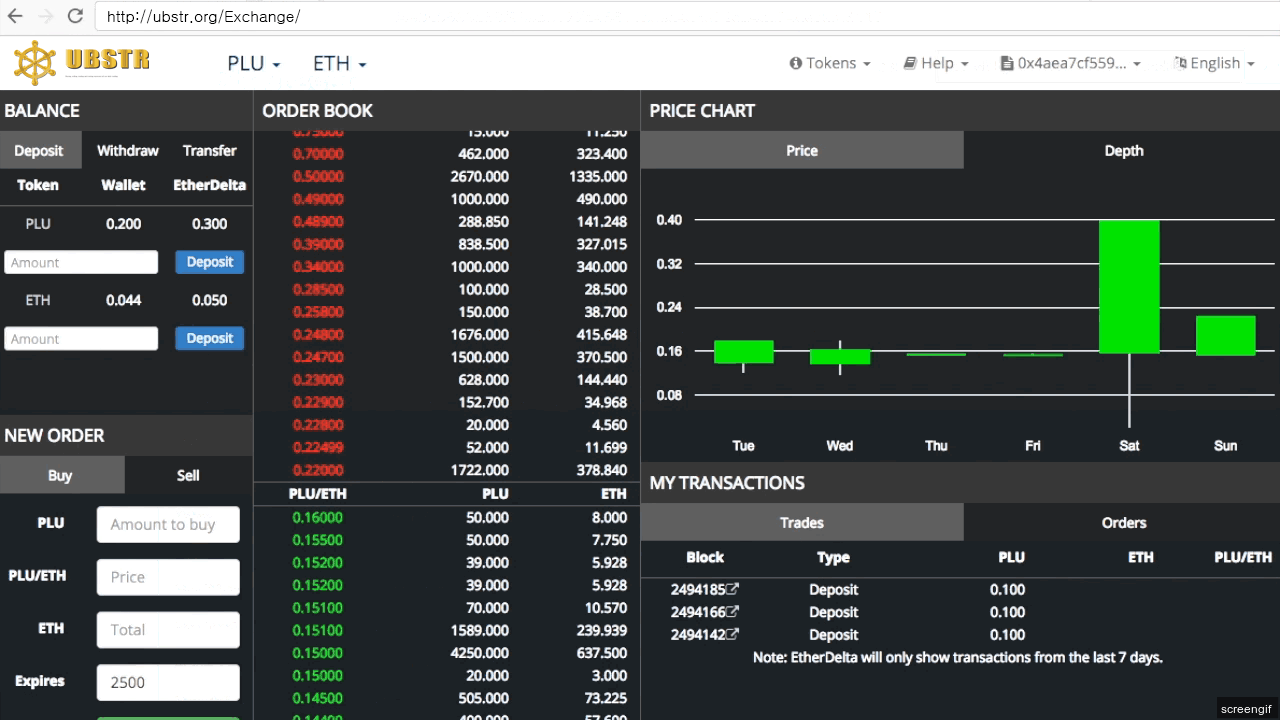 http://ubstr.org/Exchange/
UBSTR
PLU ETH Tokens Help 0x4aea7cf559... English
BALANCE
Deposit Withdraw Transfer
Token Wallet EtherDelta
PLU 0.200 0.300
Amount Deposit
ETH 0.044 0.050
Amount Deposit
NEW ORDER
Buy Sell
PLU Amount to buy
PLU/ETH Price
ETH Total
Expires 2500
ORDER BOOK
0.75000 15.000 11.250
0.70000 462.000 323.400
0.50000 2670.000 1335.000
0.49000 1000.000 490.000
0.48900 288.850 141.248
0.39000 838.500 327.015
0.34000 1000.000 340.000
0.28500 100.000 28.500
0.25800 150.000 38.700
0.24800 1676.000 415.648
0.24700 1500.000 370.500
0.23000 628.000 144.440
0.22900 152.700 34.968
0.22800 20.000 4.560
0.22499 52.000 11.699
0.22000 1722.000 378.840
PLU/ETH PLU ETH
0.16000 50.000 8.000
0.15500 50.000 7.750
0.15200 39.000 5.928
0.15200 39.000 5.928
0.15100 70.000 10.570
0.15100 1589.000 239.939
0.15000 4250.000 637.500
0.15000 20.000 3.000
0.14500 505.000 73.225
0.14400 400.000 57.600
PRICE CHART
Price Depth
0.40
0.32
0.24
0.16
0.08
Tue Wed Thu Fri Sat Sun
MY TRANSACTIONS
Trades Orders
Block Type PLU ETH PLU/ETH
2494185 Deposit 0.100
2494166 Deposit 0.100
2494142 Deposit 0.100
Note: EtherDelta will only show transactions from the last 7 days.
screengif